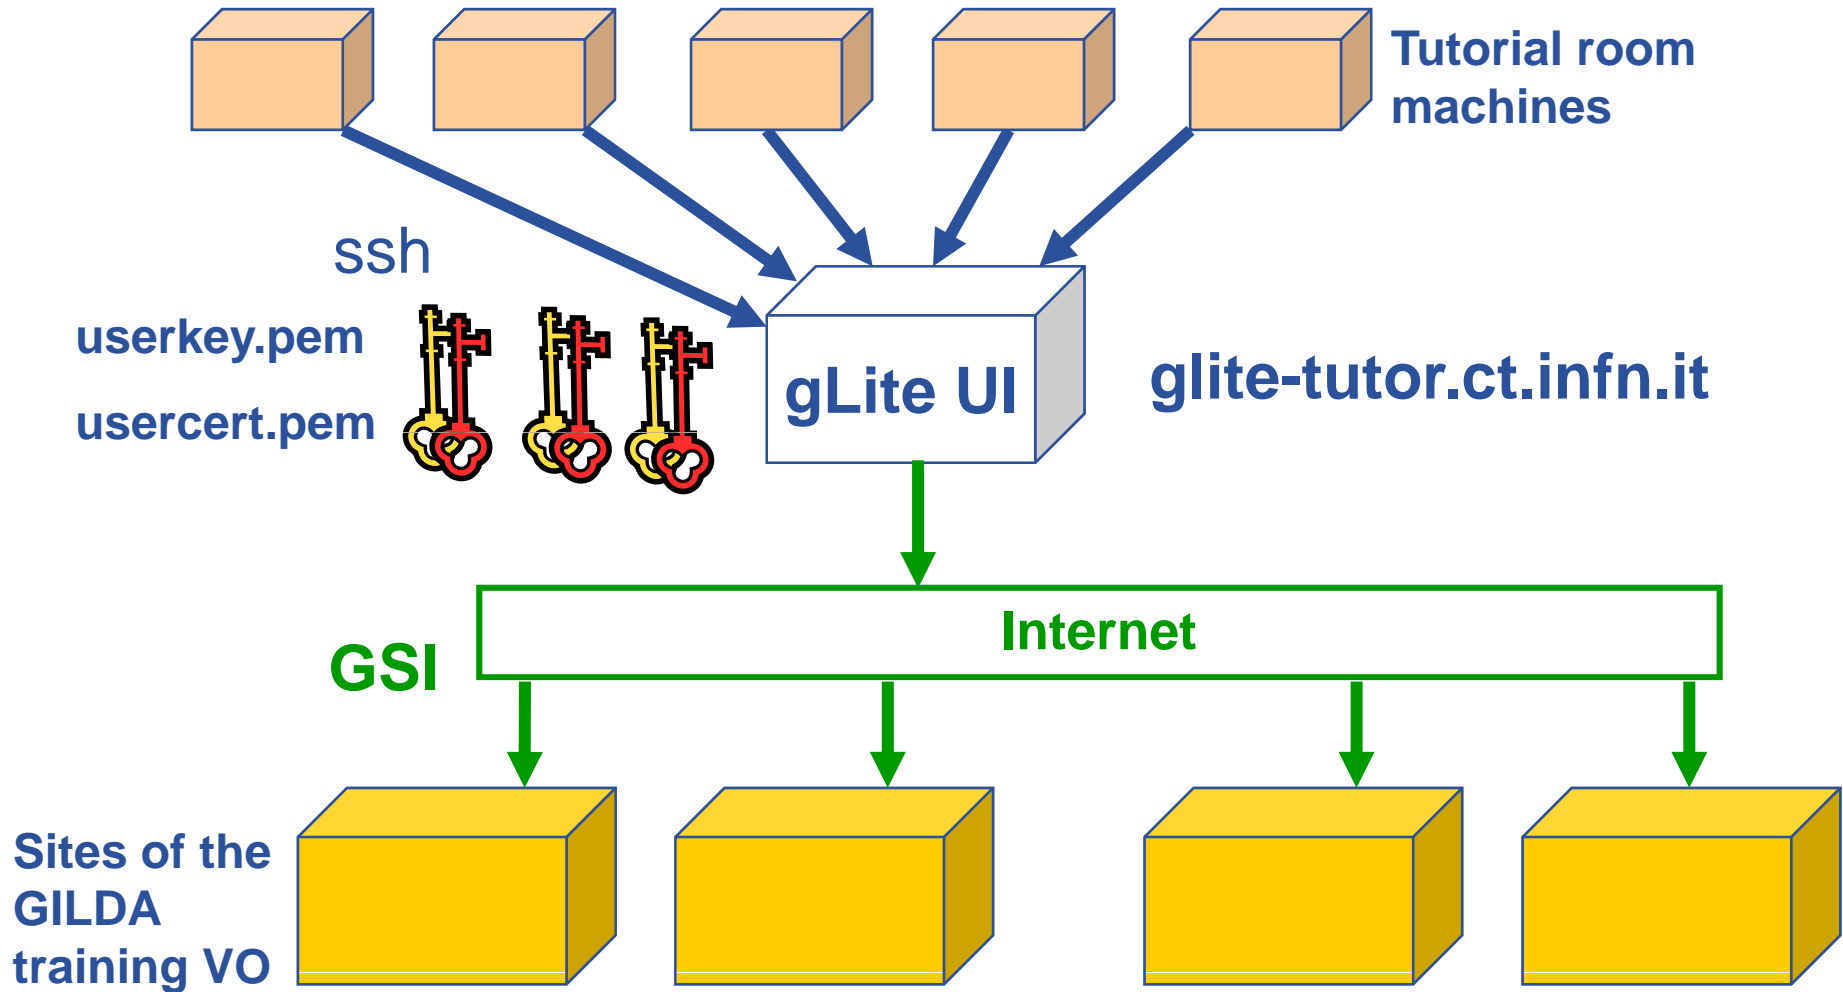 Tutorial room
machines
ssh
userkey.pem
usercert.pem
gLite UI
glite-tutor.ct.infn.it
Internet
GSI
Sites of the
GILDA
training VO